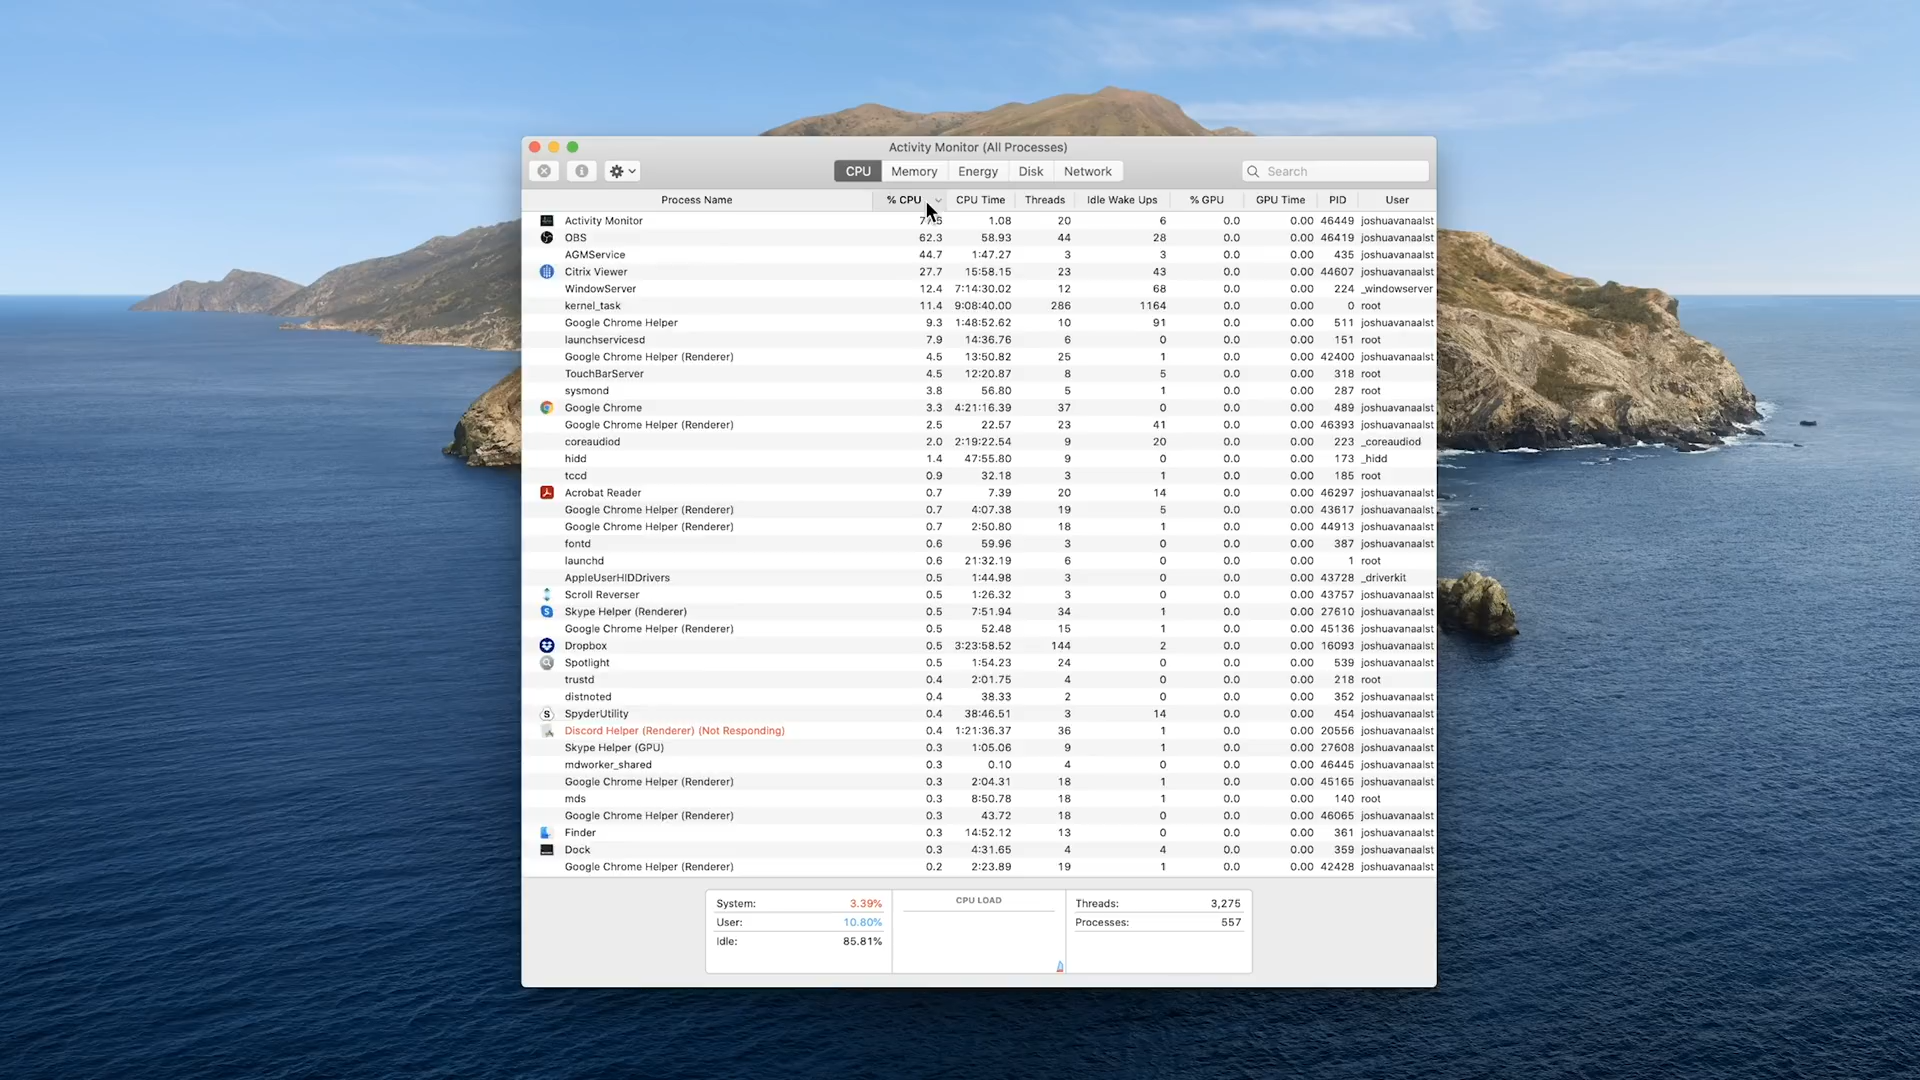 Activity Monitor (All Processes)
CPU Memory Energy Disk Network Search
Process Name % CPU CPU Time Threads Idle Wake Ups % GPU GPU Time PID User
Activity Monitor 1.08 20 6 0.0 0.00 46449 joshuavanaalst
OBS 62.3 58.93 44 28 0.0 0.00 46419 joshuavanaalst
AGMService 44.7 1:47.27 3 3 0.0 0.00 435 joshuavanaalst
Citrix Viewer 27.7 15:58.15 23 43 0.0 0.00 44607 joshuavanaalst
WindowServer 12.4 7:14:30.02 12 68 0.0 0.00 224 _windowserver
kernel_task 11.4 9:08:40.00 286 1164 0.0 0.00 0 root
Google Chrome Helper 9.3 1:48:52.62 10 91 0.0 0.00 511 joshuavanaalst
launchservicesd 7.9 14:36.76 6 0 0.0 0.00 151 root
Google Chrome Helper (Renderer) 4.5 13:50.82 25 1 0.0 0.00 42400 joshuavanaalst
TouchBarServer 4.5 12:20.87 8 5 0.0 0.00 318 root
sysmond 3.8 56.80 5 1 0.0 0.00 287 root
Google Chrome 3.3 4:21:16.39 37 0 0.0 0.00 489 joshuavanaalst
Google Chrome Helper (Renderer) 2.5 22.57 23 41 0.0 0.00 46393 joshuavanaalst
coreaudiod 2.0 2:19:22.54 9 20 0.0 0.00 223 _coreaudiod
hidd 1.4 47:55.80 9 0 0.0 0.00 173 _hidd
tccd 0.9 32.18 3 1 0.0 0.00 185 root
Acrobat Reader 0.7 7.39 20 14 0.0 0.00 46297 joshuavanaalst
Google Chrome Helper (Renderer) 0.7 4:07.38 19 5 0.0 0.00 43617 joshuavanaalst
Google Chrome Helper (Renderer) 0.7 2:50.80 18 1 0.0 0.00 44913 joshuavanaalst
fontd 0.6 59.96 3 0 0.0 0.00 387 joshuavanaalst
launchd 0.6 21:32.19 6 0 0.0 0.00 1 root
AppleUserHIDDrivers 0.5 1:44.98 3 0 0.0 0.00 43728 _driverkit
Scroll Reverser 0.5 1:26.32 3 0 0.0 0.00 43757 joshuavanaalst
Skype Helper (Renderer) 0.5 7:51.94 34 1 0.0 0.00 27610 joshuavanaalst
Google Chrome Helper (Renderer) 0.5 52.48 15 1 0.0 0.00 45136 joshuavanaalst
Dropbox 0.5 3:23:58.52 144 2 0.0 0.00 16093 joshuavanaalst
Spotlight 0.5 1:54.23 24 0 0.0 0.00 539 joshuavanaalst
trustd 0.4 2:01.75 4 0 0.0 0.00 218 root
distnoted 0.4 38.33 2 0 0.0 0.00 352 joshuavanaalst
SpyderUtility 0.4 38:46.51 3 14 0.0 0.00 454 joshuavanaalst
Discord Helper (Renderer) (Not Responding) 0.4 1:21:36.37 36 1 0.0 0.00 20556 joshuavanaalst
Skype Helper (GPU) 0.3 1:05.06 9 1 0.0 0.00 27608 joshuavanaalst
mdworker_shared 0.3 0.10 4 0 0.0 0.00 46445 joshuavanaalst
Google Chrome Helper (Renderer) 0.3 2:04.31 18 1 0.0 0.00 45165 joshuavanaalst
mds 0.3 8:50.78 18 1 0.0 0.00 140 root
Google Chrome Helper (Renderer) 0.3 43.72 18 0 0.0 0.00 46065 joshuavanaalst
Finder 0.3 14:52.12 13 0 0.0 0.00 361 joshuavanaalst
Dock 0.3 4:31.65 4 4 0.0 0.00 359 joshuavanaalst
Google Chrome Helper (Renderer) 0.2 2:23.89 19 1 0.0 0.00 42428 joshuavanaalst
System: 3.39% CPU LOAD Threads: 3,275
User: 10.80% Processes: 557
Idle: 85.81%